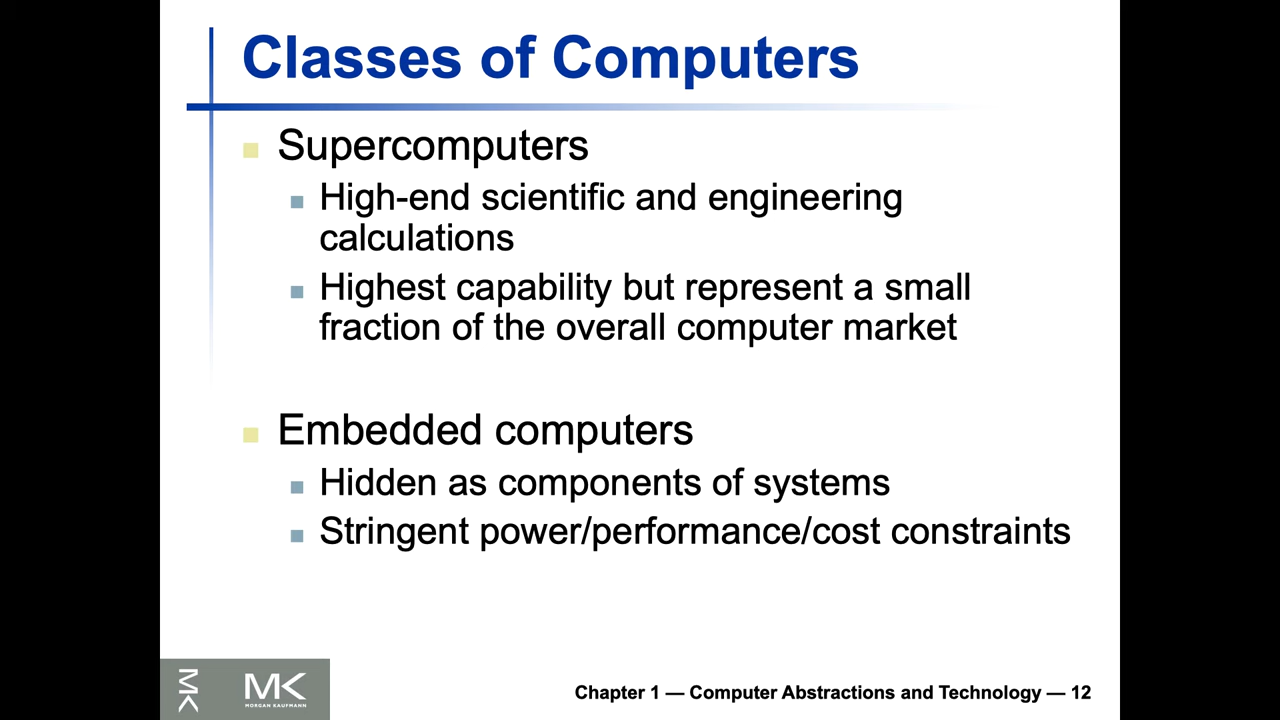 Classes of Computers
Supercomputers
High-end scientific and engineering
calculations
Highest capability but represent a small
fraction of the overall computer market
Embedded computers
Hidden as components of systems
Stringent power/performance/cost constraints
MK
MK
MORGAN KAUFMANN
Chapter 1 — Computer Abstractions and Technology — 12